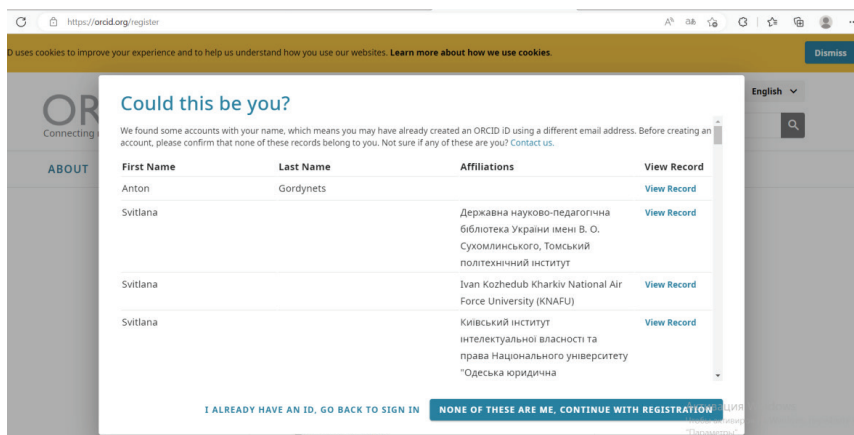 https://orcid.org/register
D uses cookies to improve your experience and to help us understand how you use our websites. Learn more about how we use cookies.
Dismiss
English
OR
Connecting
ABOUT
Could this be you?
We found some accounts with your name, which means you may have already created an ORCID iD using a different email address. Before creating an
account, please confirm that none of these records belong to you. Not sure if any of these are you? Contact us.
First Name Last Name Affiliations View Record
Anton Gordynets View Record
Svitlana Державна науково-педагогічна View Record
бібліотека України імені В. О.
Сухомлинського, Томський
політехнічний інститут
Svitlana Ivan Kozhedub Kharkiv National Air View Record
Force University (KNAFU)
Svitlana Київський інститут View Record
інтелектуальної власності та
права Національного університету
"Одеська юридична
I ALREADY HAVE AN ID, GO BACK TO SIGN IN NONE OF THESE ARE ME, CONTINUE WITH REGISTRATION
"Параметры"